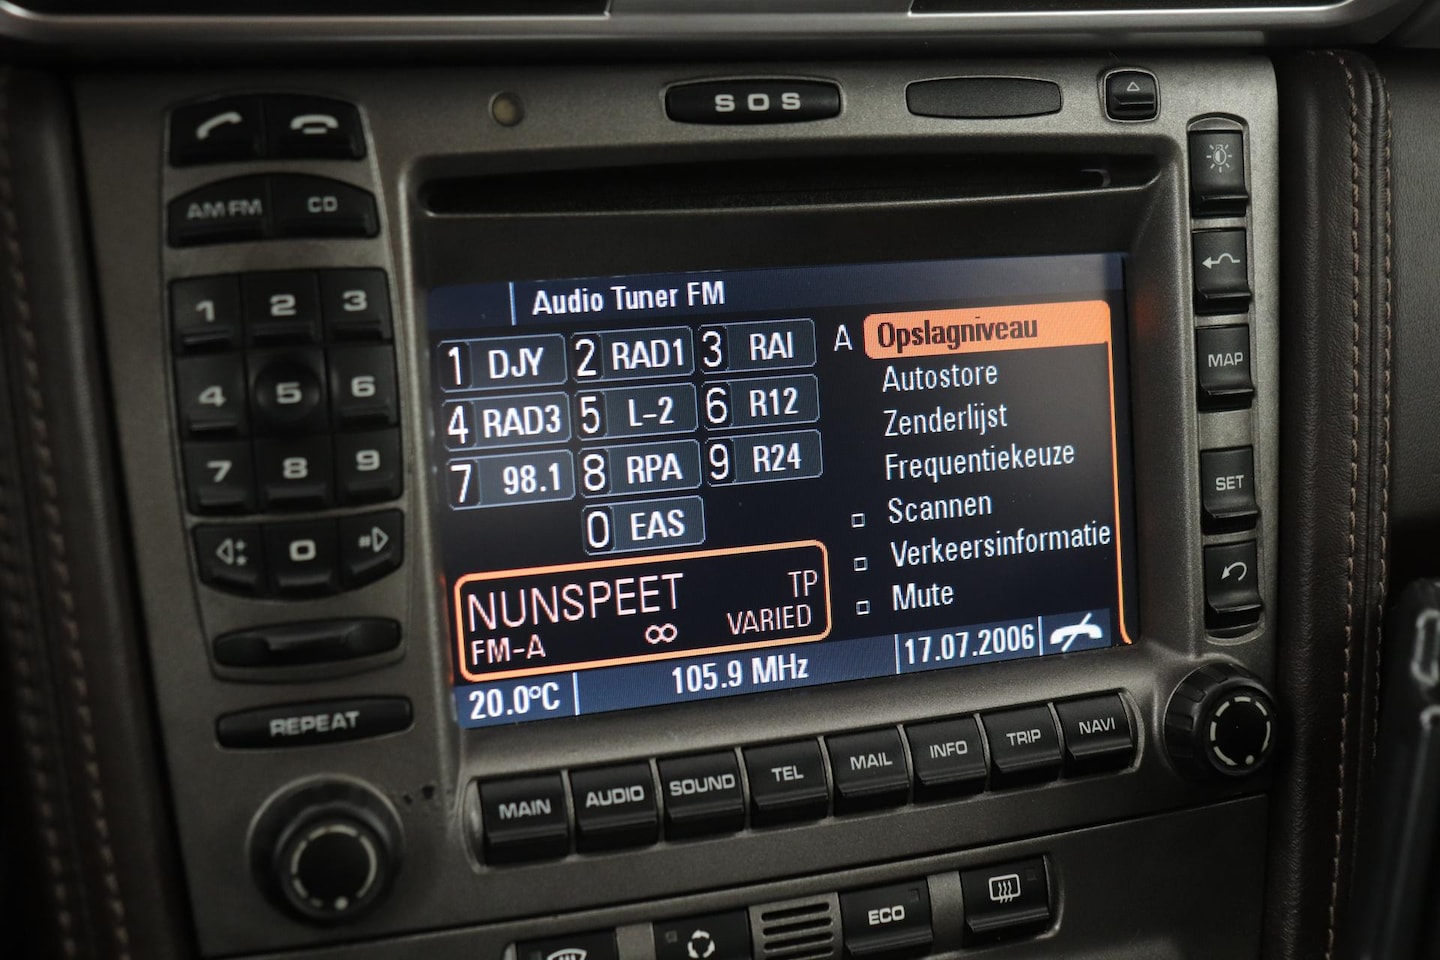 SOS
AM FM
CD
1
2
3
4
5
6
7
8
9
0
REPEAT
Audio Tuner FM
1 DJY 2 RAD1 3 RAI
4 RAD3 5 L-2 6 R12
7 98.1 8 RPA 9 R24
0 EAS
A Opslagniveau
Autostore
Zenderlijst
Frequentiekeuze
Scannen
Verkeersinformatie
Mute
NUNSPEET TP
FM-A ∞ VARIED
20.0°C 105.9 MHz 17.07.2006
MAP
SET
MAIN AUDIO SOUND TEL MAIL INFO TRIP NAVI
ECO